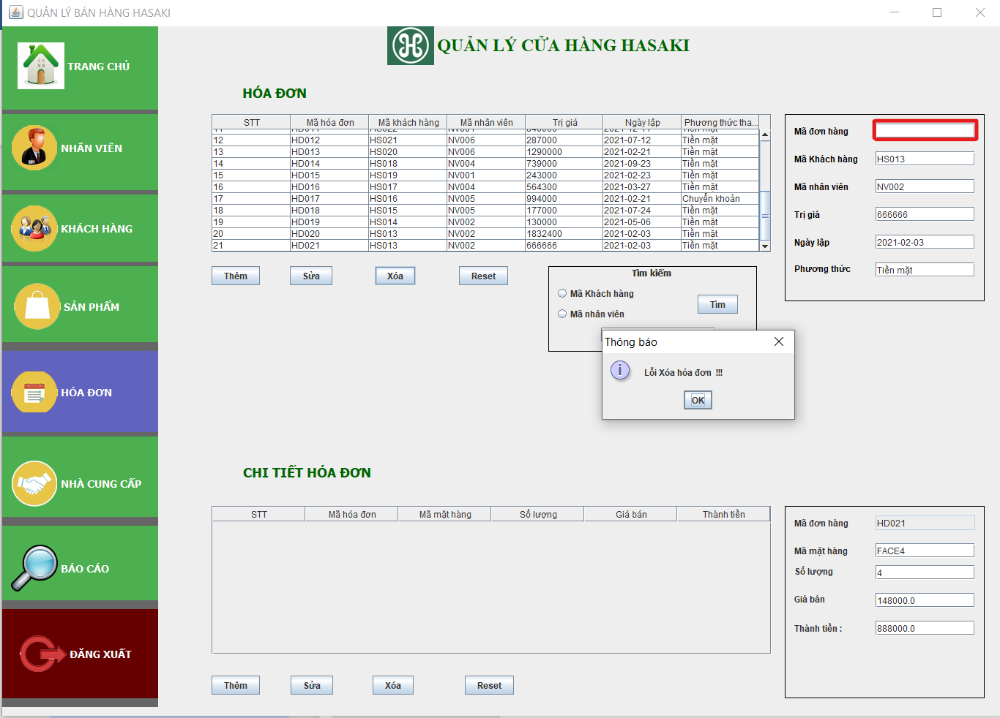 QUẢN LÝ BÁN HÀNG HASAKI
QUẢN LÝ CỬA HÀNG HASAKI
TRANG CHỦ
NHÂN VIÊN
KHÁCH HÀNG
SẢN PHẨM
HÓA ĐƠN
NHÀ CUNG CẤP
BÁO CÁO
ĐĂNG XUẤT
HÓA ĐƠN
STT Mã hóa đơn Mã khách hàng Mã nhân viên Trị giá Ngày lập Phương thức tha...
12 HD012 HS021 NV006 287000 2021-07-12 Tiền mặt
13 HD013 HS020 NV006 1290000 2021-02-21 Tiền mặt
14 HD014 HS018 NV004 739000 2021-09-23 Tiền mặt
15 HD015 HS019 NV001 243000 2021-02-23 Tiền mặt
16 HD016 HS017 NV004 564300 2021-03-27 Tiền mặt
17 HD017 HS016 NV005 994000 2021-02-21 Chuyển khoản
18 HD018 HS015 NV005 177000 2021-07-24 Tiền mặt
19 HD019 HS014 NV002 130000 2021-05-06 Tiền mặt
20 HD020 HS013 NV002 1832400 2021-02-03 Tiền mặt
21 HD021 HS013 NV002 666666 2021-02-03 Tiền mặt
Thêm Sửa Xóa Reset
Tìm kiếm
Mã Khách hàng
Mã nhân viên
Tìm
Mã đơn hàng
Mã Khách hàng HS013
Mã nhân viên NV002
Trị giá 666666
Ngày lập 2021-02-03
Phương thức Tiền mặt
Thông báo
Lỗi Xóa hóa đơn !!!
OK
CHI TIẾT HÓA ĐƠN
STT Mã hóa đơn Mã mặt hàng Số lượng Giá bán Thành tiền
Thêm Sửa Xóa Reset
Mã đơn hàng HD021
Mã mặt hàng FACE4
Số lượng 4
Giá bán 148000.0
Thành tiền : 888000.0